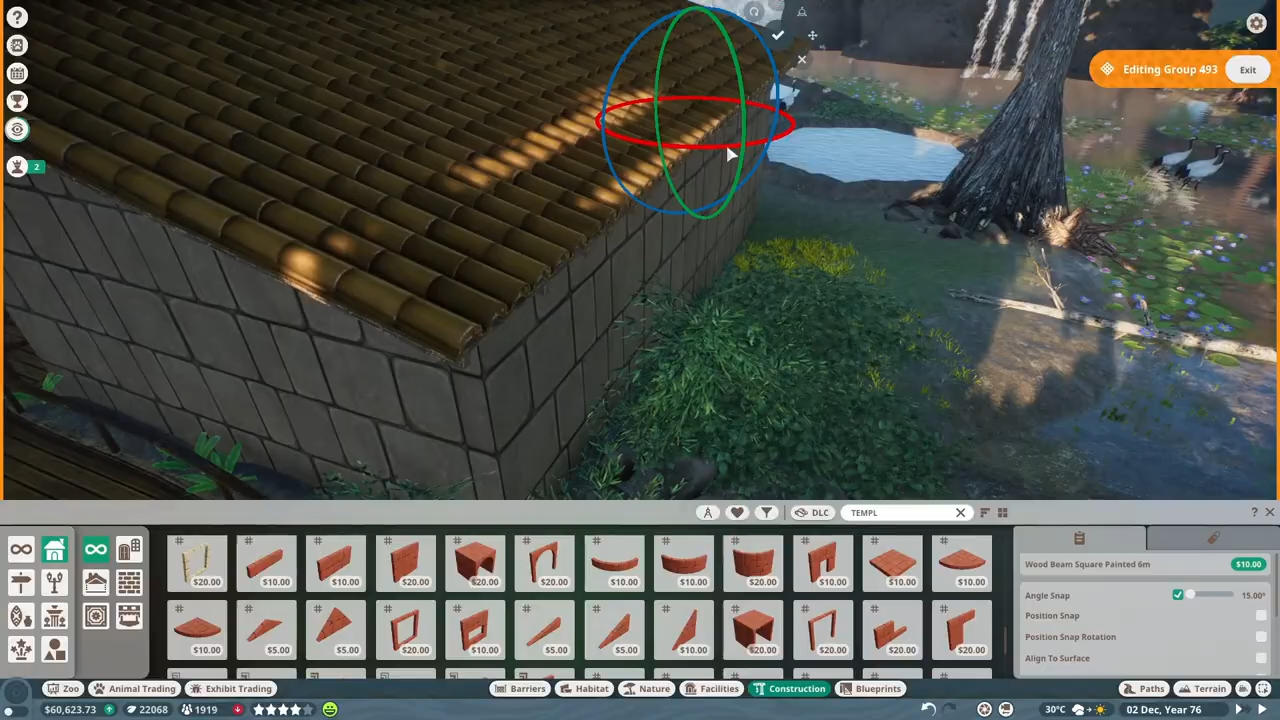 ?
Editing Group 493
Exit
2
DLC
TEMPL
?
$20.00
$10.00
$10.00
$20.00
$20.00
$20.00
$10.00
$10.00
$20.00
$10.00
$10.00
$10.00
Wood Beam Square Painted 6m
$10.00
Angle Snap
15.00°
Position Snap
Position Snap Rotation
Align To Surface
$10.00
$5.00
$5.00
$20.00
$10.00
$5.00
$5.00
$10.00
$20.00
$20.00
$20.00
$20.00
Zoo
Animal Trading
Exhibit Trading
Barriers
Habitat
Nature
Facilities
Construction
Blueprints
Paths
Terrain
$60,623.73
22068
1919
30°C
02 Dec, Year 76